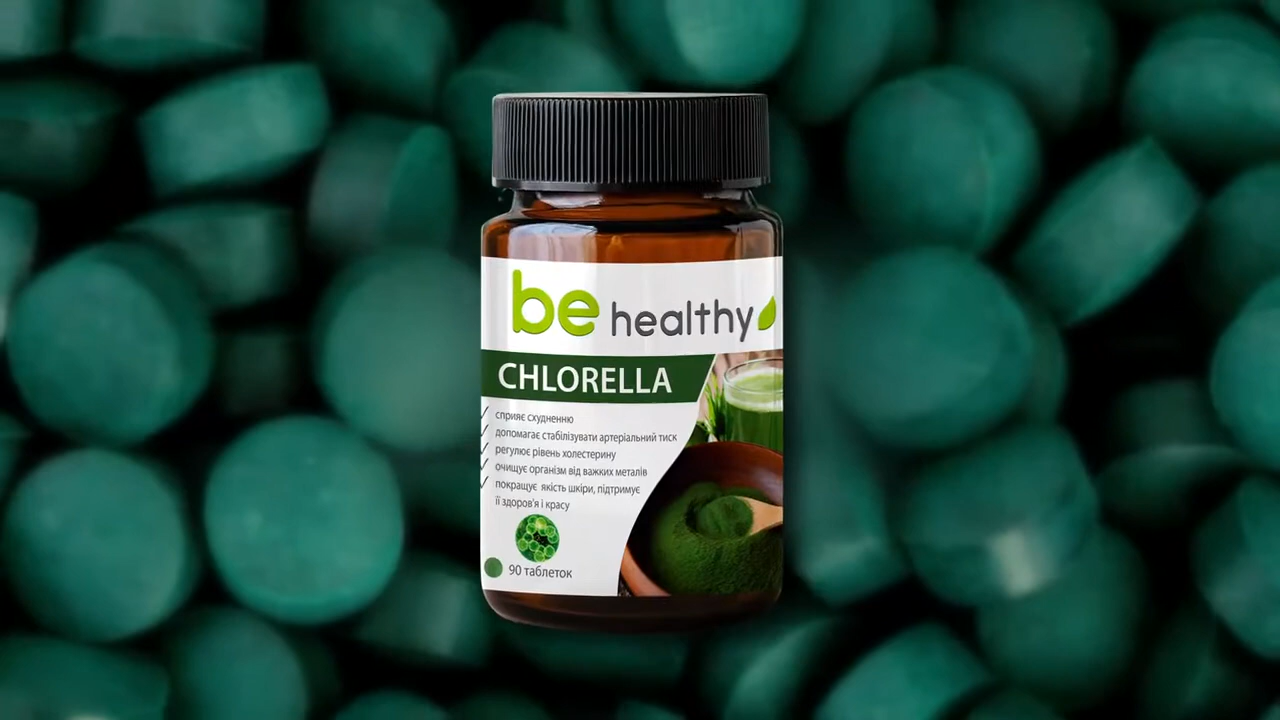 be healthy
CHLORELLA
сприяє схудненню
допомагає стабілізувати артеріальний тиск
регулює рівень холестерину
очищує організм від важких металів
покращує якість шкіри, підтримує
її здоров'я і красу
90 таблеток